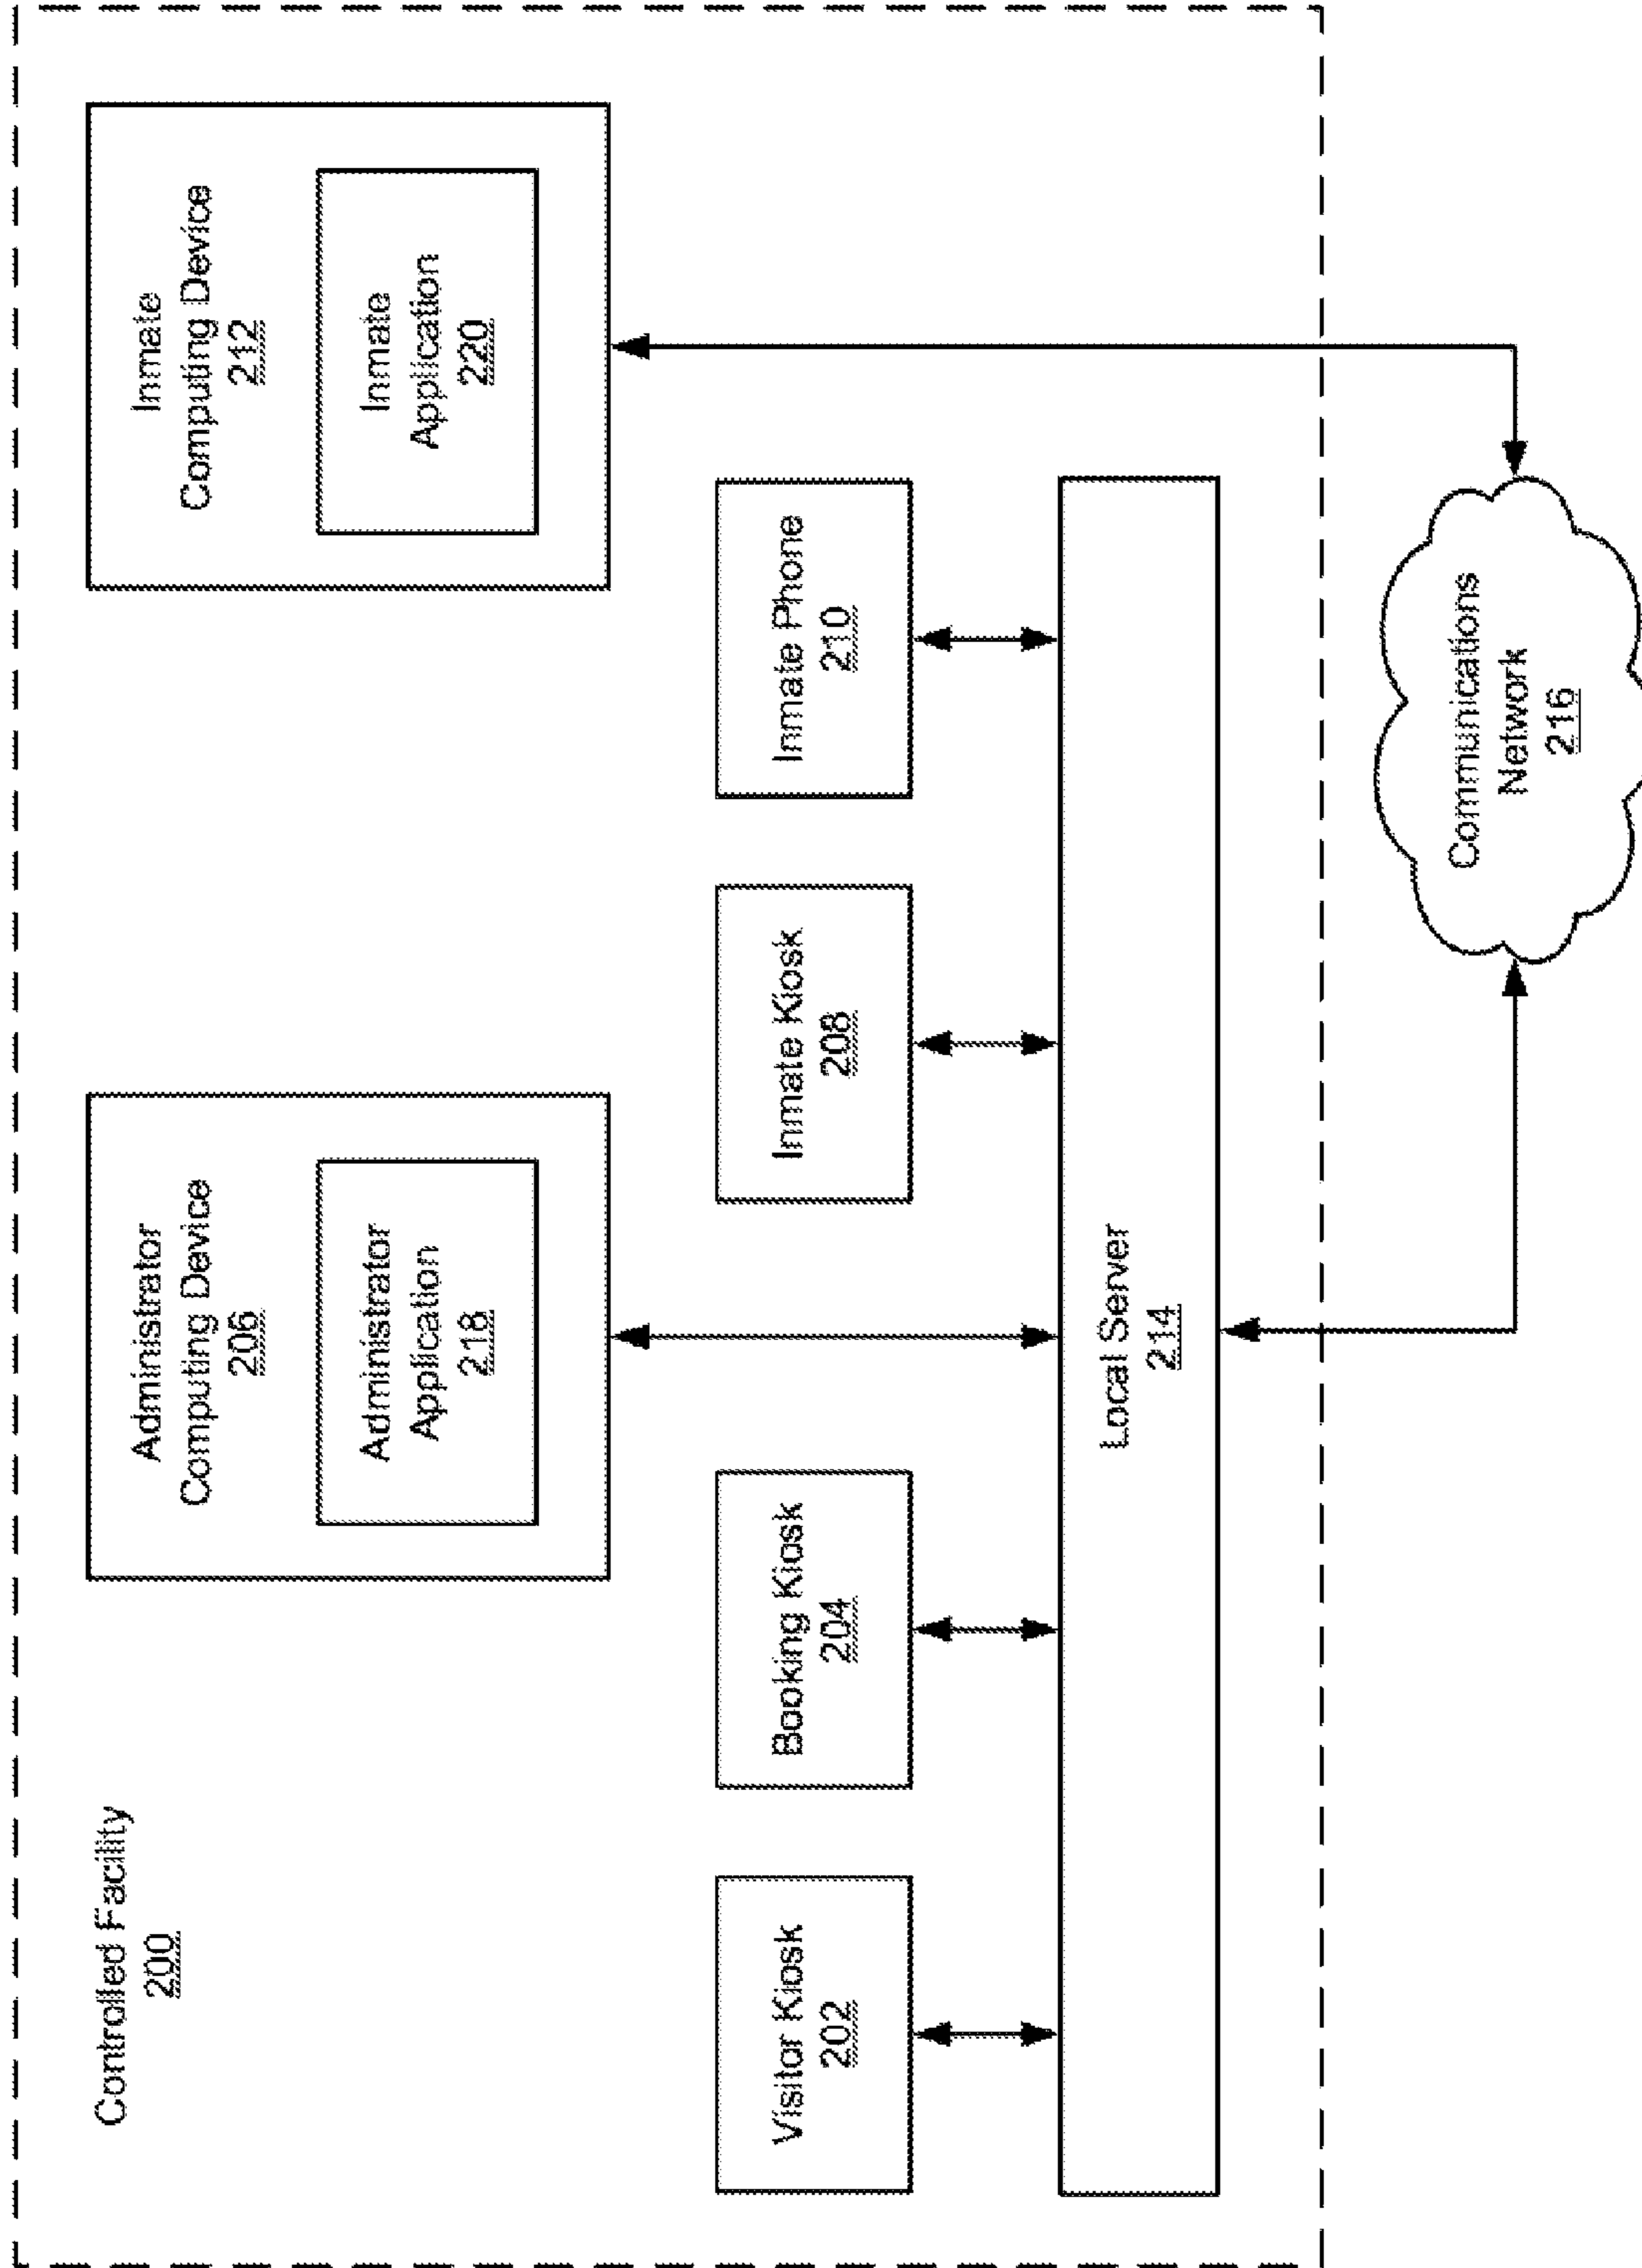 Controlled Facility
200
Administrator
Computing Device
206
Administrator
Application
218
Inmate
Computing Device
212
Inmate
Application
220
Visitor Kiosk
202
Booking Kiosk
204
Inmate Kiosk
208
Inmate Phone
210
Local Server
214
Communications
Network
216